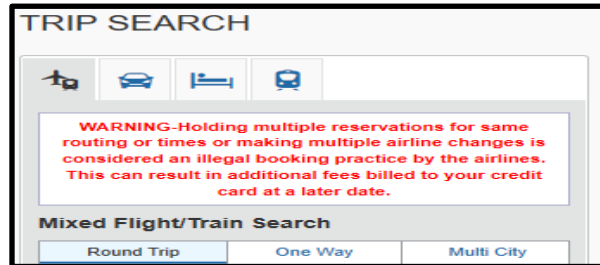 TRIP SEARCH
WARNING-Holding multiple reservations for same
routing or times or making multiple airline changes is
considered an illegal booking practice by the airlines.
This can result in additional fees billed to your credit
card at a later date.
Mixed Flight/Train Search
Round Trip One Way Multi City